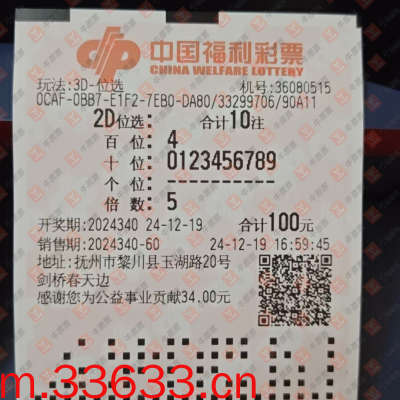 中国福利彩票
CHINA WELFARE LOTTERY
玩法:3D-位选 机号:36080515
0CAF-0BB7-E1F2-7EB0-DA80/33299706/90A11
2D位选: 合计10注
百 位: 4
十 位: 0123456789
个 位: ----------
倍 数: 5
开奖期:2024340 24-12-19 合计100元
销售期:2024340-60 24-12-19 16:59:45
地址:抚州市黎川县玉湖路20号
剑桥春天边
感谢您为公益事业贡献34.00元
m.33633.cn